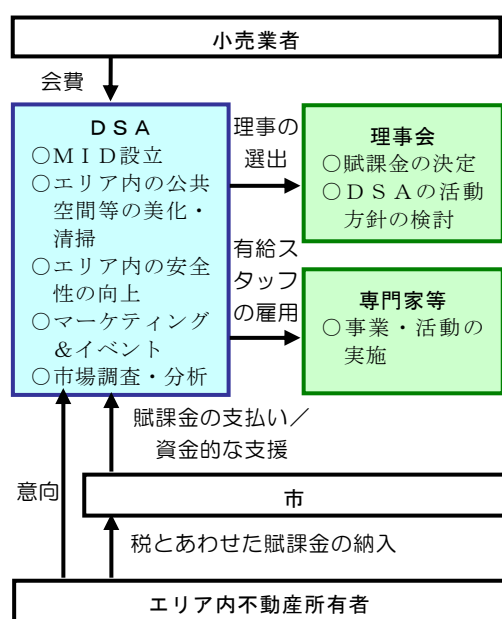 小売業者
会費
ＤＳＡ
○ＭＩＤ設立
○エリア内の公共
空間等の美化・
清掃
○エリア内の安全
性の向上
○マーケティング
&イベント
○市場調査・分析
理事の
選出
理事会
○賦課金の決定
○ＤＳＡの活動
方針の検討
有給ス
タッフ
の雇用
専門家等
○事業・活動の
実施
賦課金の支払い／
資金的な支援
意向
市
税とあわせた賦課金の納入
エリア内不動産所有者